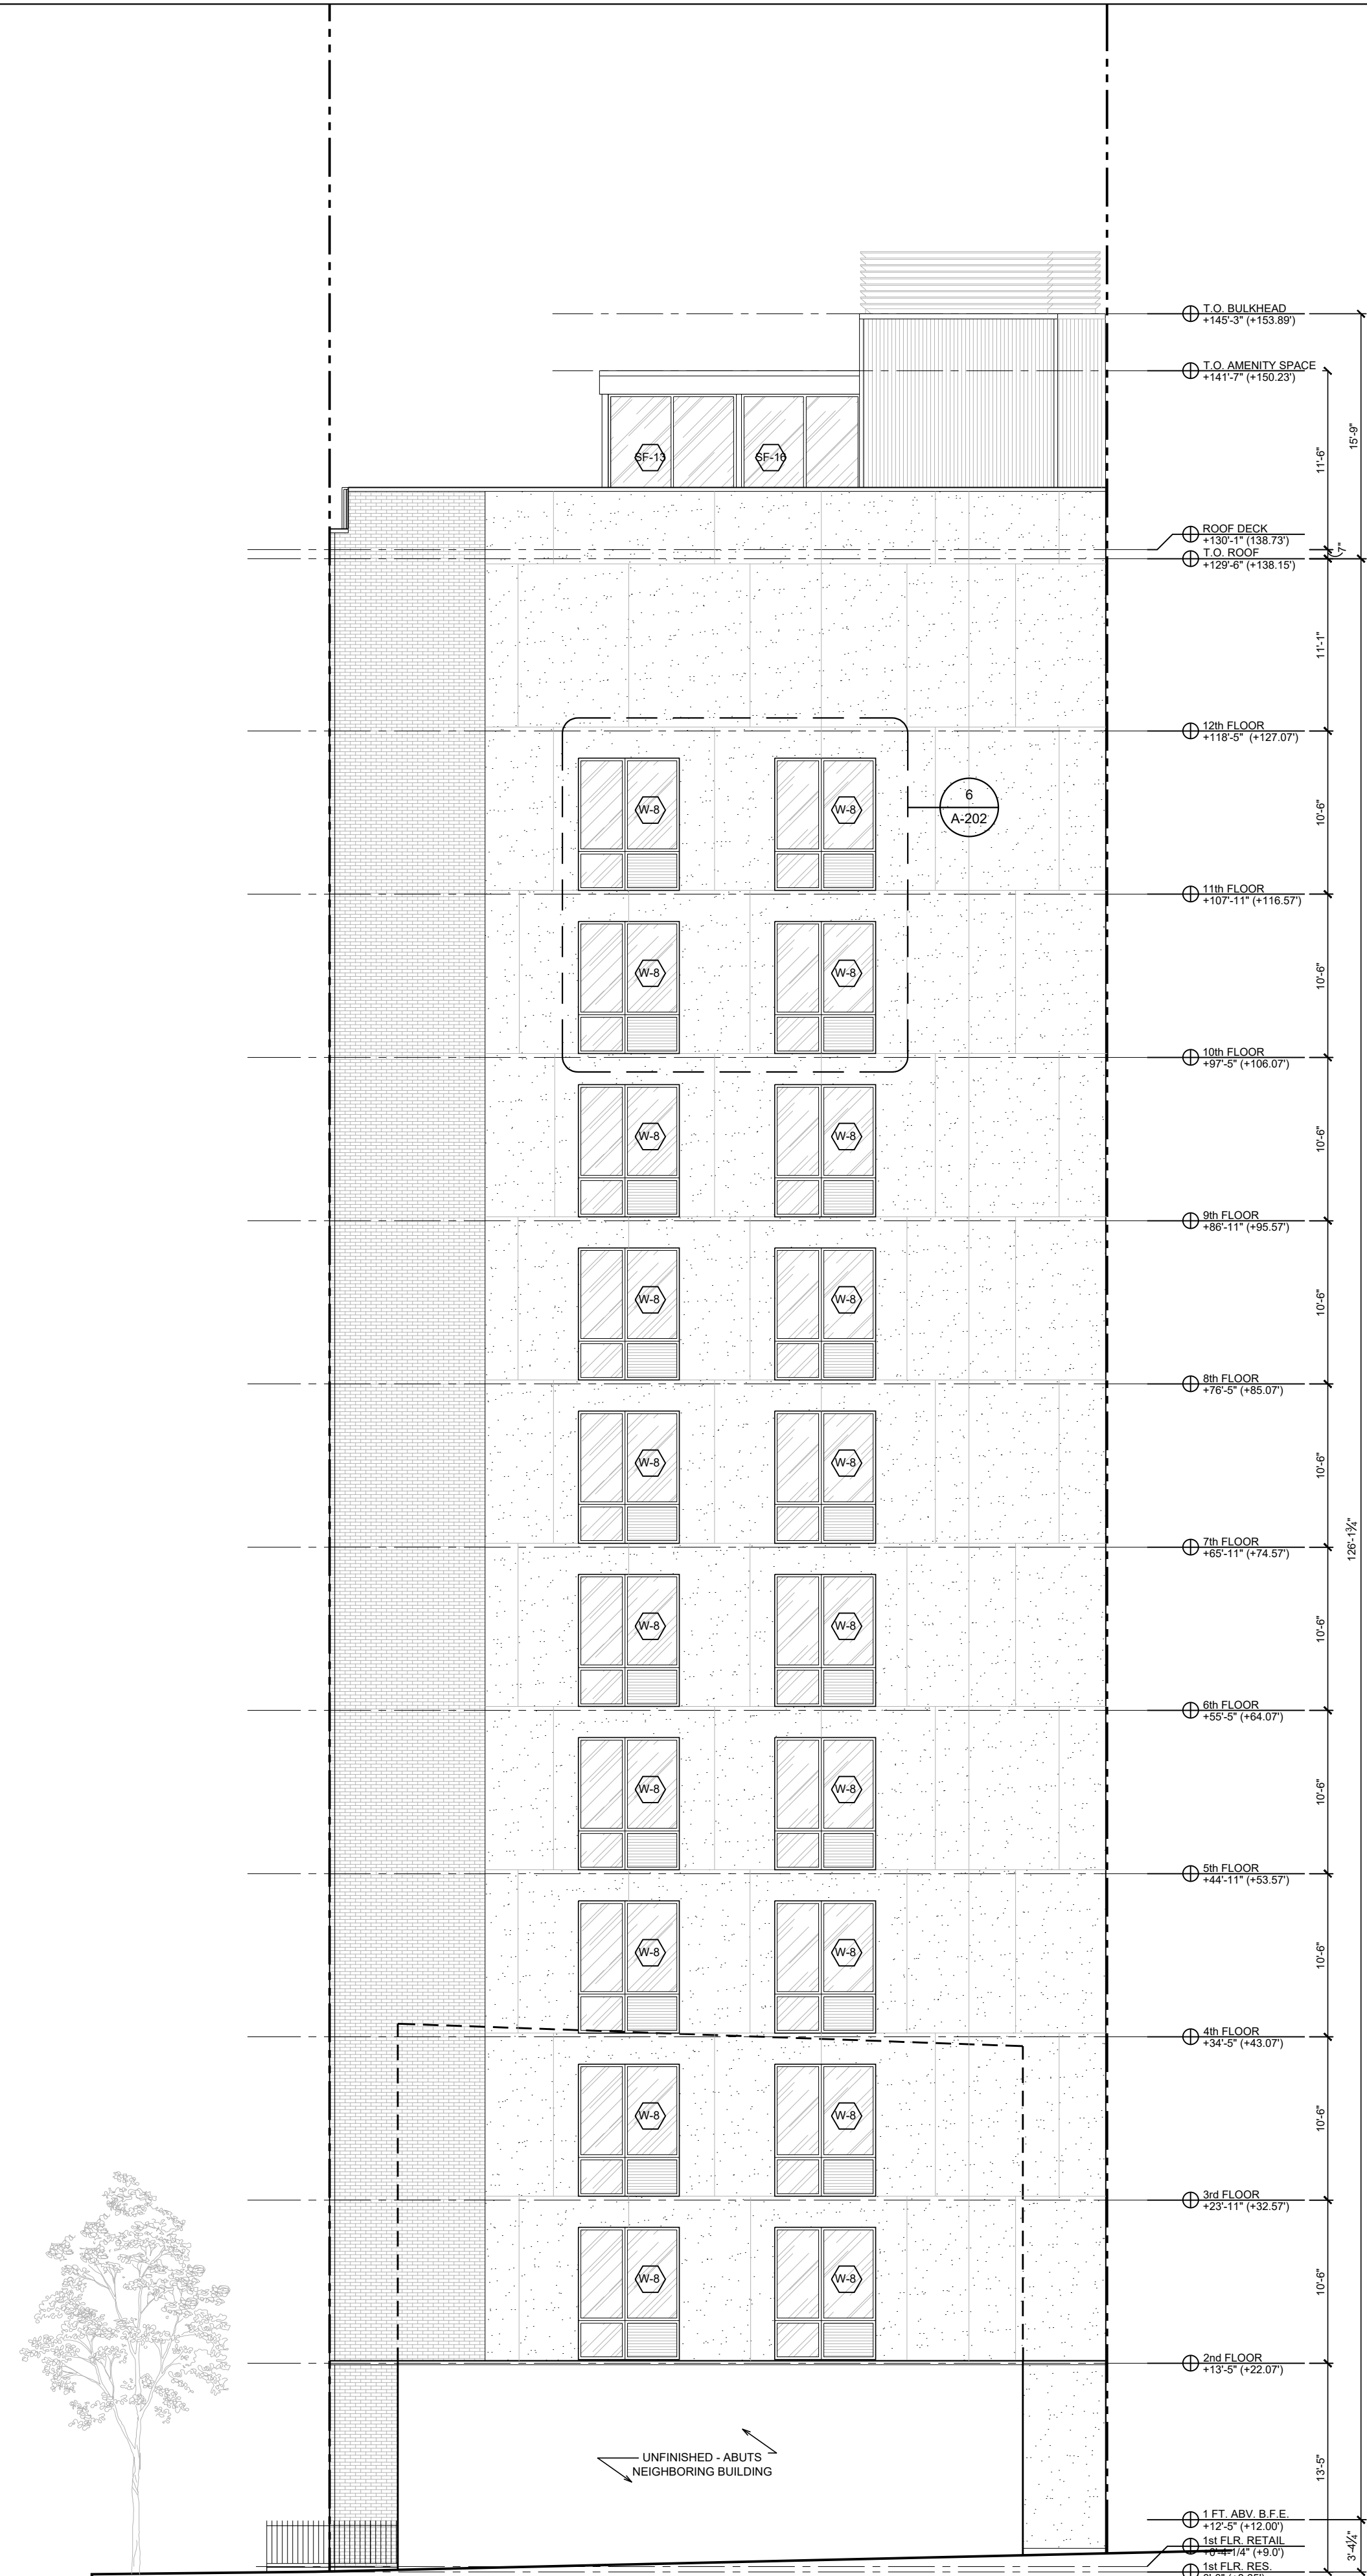 T.O. BULKHEAD
+145'-3" (+153.89')
T.O. AMENITY SPACE
+141'-7" (+150.23')
15'-9"
11'-6"
SF-13
SF-16
ROOF DECK
+130'-1" (138.73')
7"
T.O. ROOF
+129'-6" (+138.15')
11'-1"
12th FLOOR
+118'-5" (+127.07')
6
A-202
W-8
W-8
10'-6"
11th FLOOR
+107'-11" (+116.57')
W-8
W-8
10'-6"
10th FLOOR
+97'-5" (+106.07')
W-8
W-8
10'-6"
9th FLOOR
+86'-11" (+95.57')
W-8
W-8
10'-6"
8th FLOOR
+76'-5" (+85.07')
W-8
W-8
10'-6"
126'-1¾"
7th FLOOR
+65'-11" (+74.57')
W-8
W-8
10'-6"
6th FLOOR
+55'-5" (+64.07')
W-8
W-8
10'-6"
5th FLOOR
+44'-11" (+53.57')
W-8
W-8
10'-6"
4th FLOOR
+34'-5" (+43.07')
W-8
W-8
10'-6"
3rd FLOOR
+23'-11" (+32.57')
W-8
W-8
10'-6"
2nd FLOOR
+13'-5" (+22.07')
UNFINISHED - ABUTS
NEIGHBORING BUILDING
13'-5"
1 FT. ABV. B.F.E.
+12'-5" (+12.00')
1st FLR. RETAIL
+0'-4-1/4" (+9.0')
3'-4¼"
1st FLR. RES.